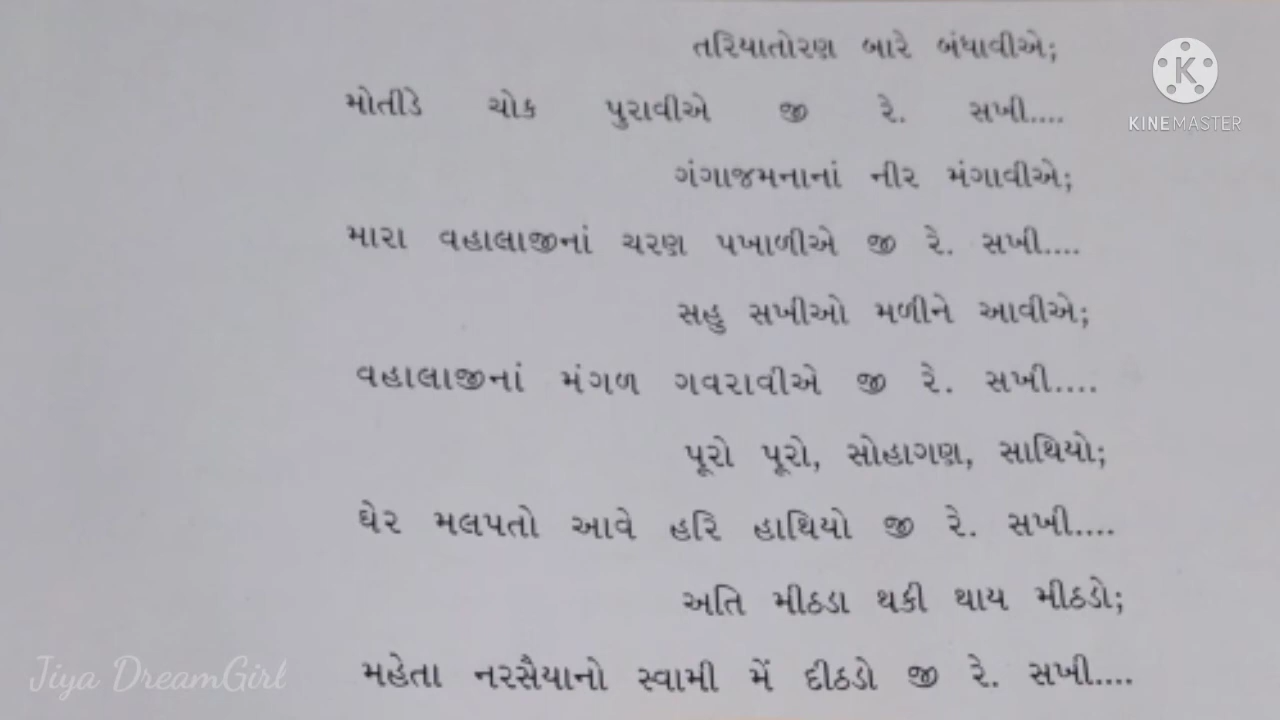 તરિયાતોરણ બારે બંધાવીએ;
મોતીડે ચોક પુરાવીએ જી રે. સખી....
ગંગાજમનાનાં નીર મંગાવીએ;
મારા વહાલાજીનાં ચરણ પખાળીએ જી રે. સખી....
સહુ સખીઓ મળીને આવીએ;
વહાલાજીનાં મંગળ ગવરાવીએ જી રે. સખી....
પૂરો પૂરો, સોહાગણ, સાથિયો;
ઘેર મલપતો આવે હરિ હાથિયો જી રે. સખી....
અતિ મીઠડા થકી થાય મીઠડો;
મહેતા નરસૈયાનો સ્વામી મેં દીઠડો જી રે. સખી....
K
KINEMASTER
Jiya DreamGirl